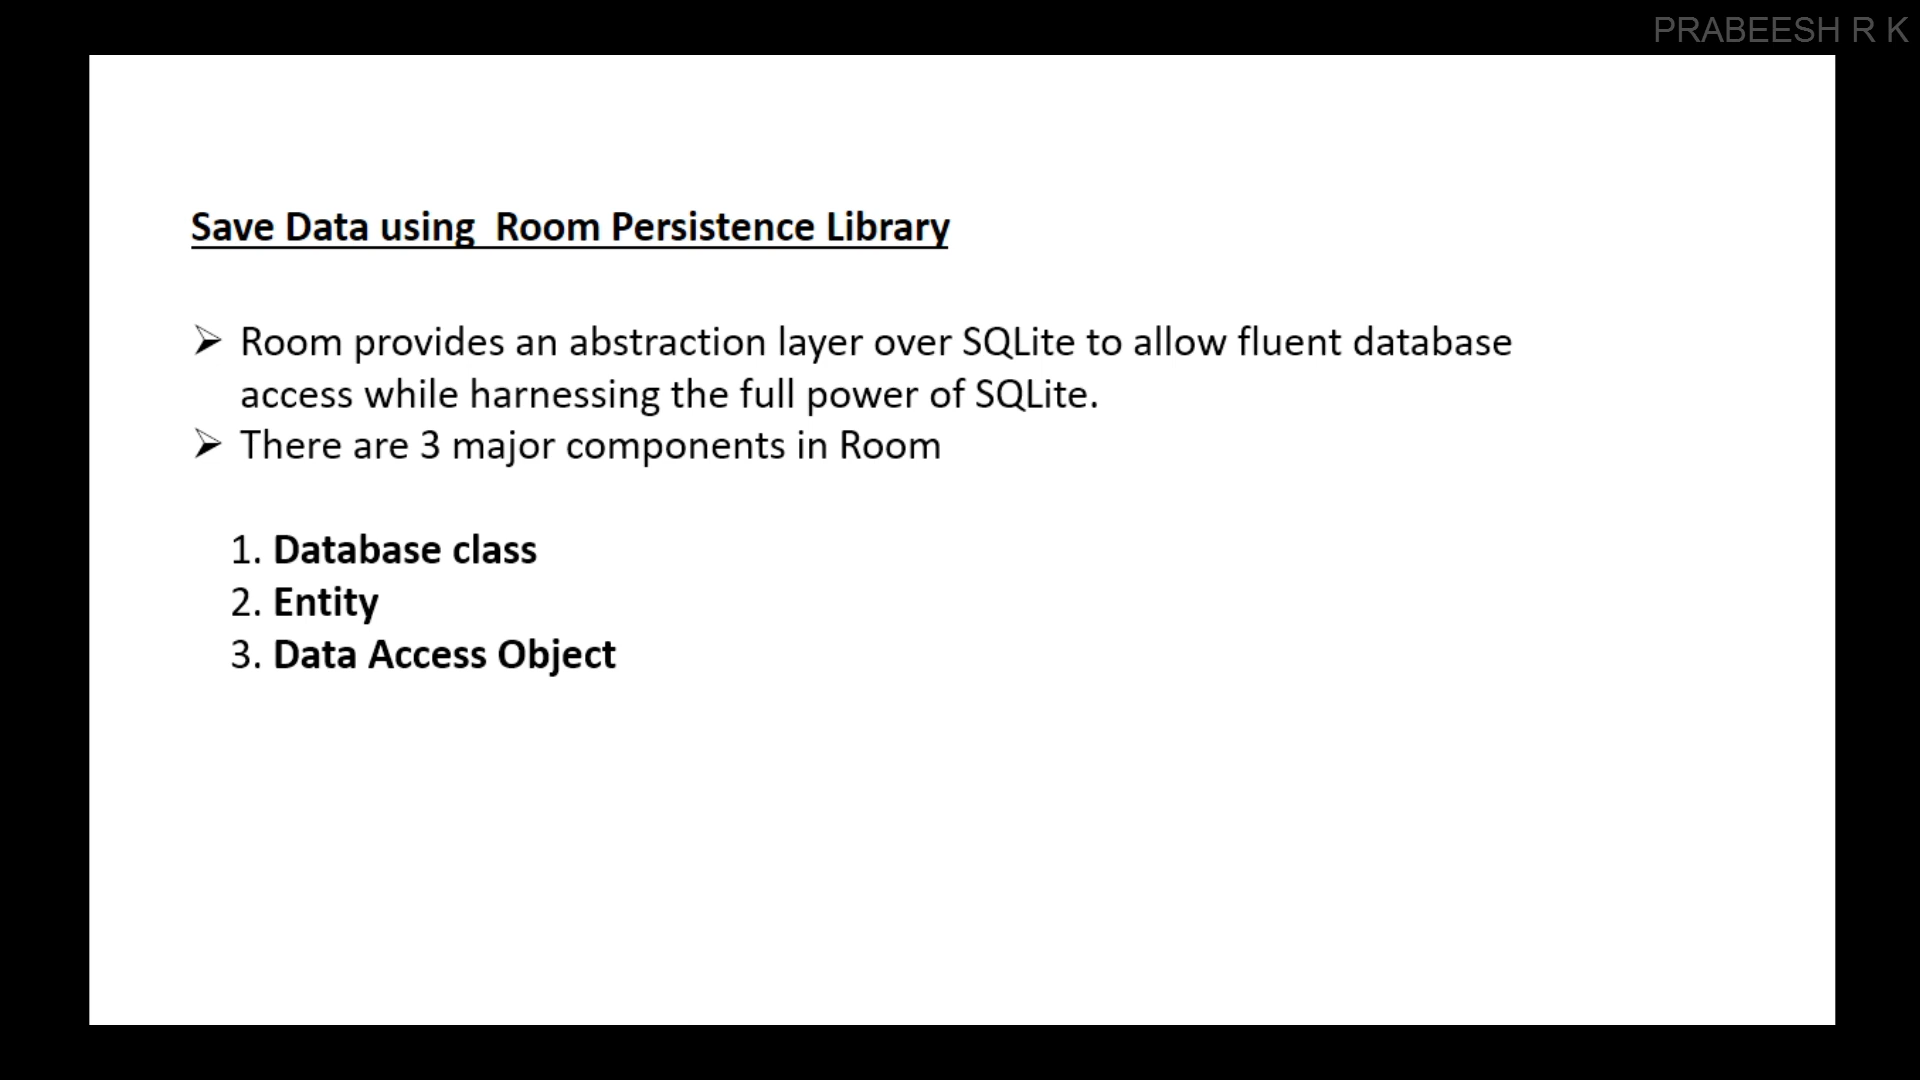 PRABEESH R K
Save Data using  Room Persistence Library
➢ Room provides an abstraction layer over SQLite to allow fluent database
access while harnessing the full power of SQLite.
➢ There are 3 major components in Room
1. Database class
2. Entity
3. Data Access Object